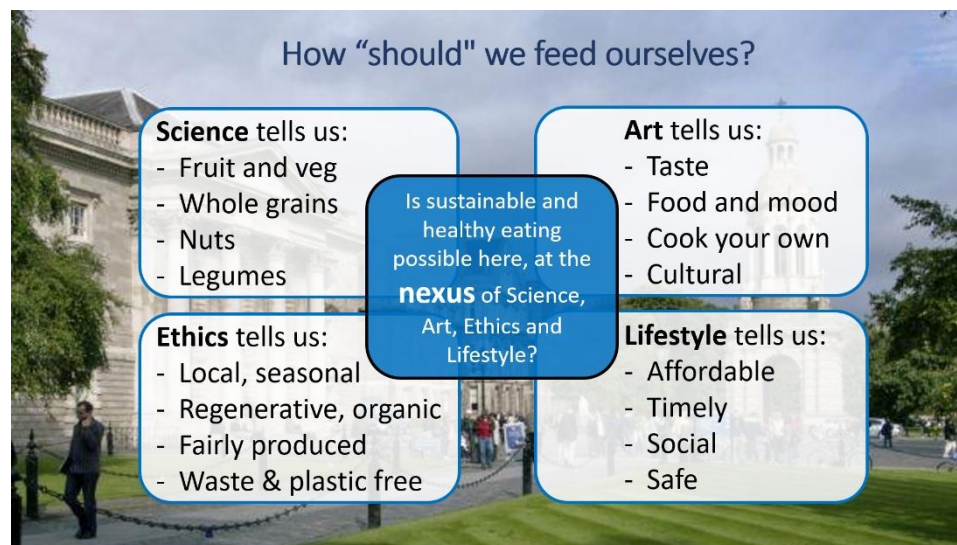 How “should" we feed ourselves?
Science tells us:
- Fruit and veg
- Whole grains
- Nuts
- Legumes
Art tells us:
- Taste
- Food and mood
- Cook your own
- Cultural
Is sustainable and
healthy eating
possible here, at the
nexus of Science,
Art, Ethics and
Lifestyle?
Ethics tells us:
- Local, seasonal
- Regenerative, organic
- Fairly produced
- Waste & plastic free
Lifestyle tells us:
- Affordable
- Timely
- Social
- Safe